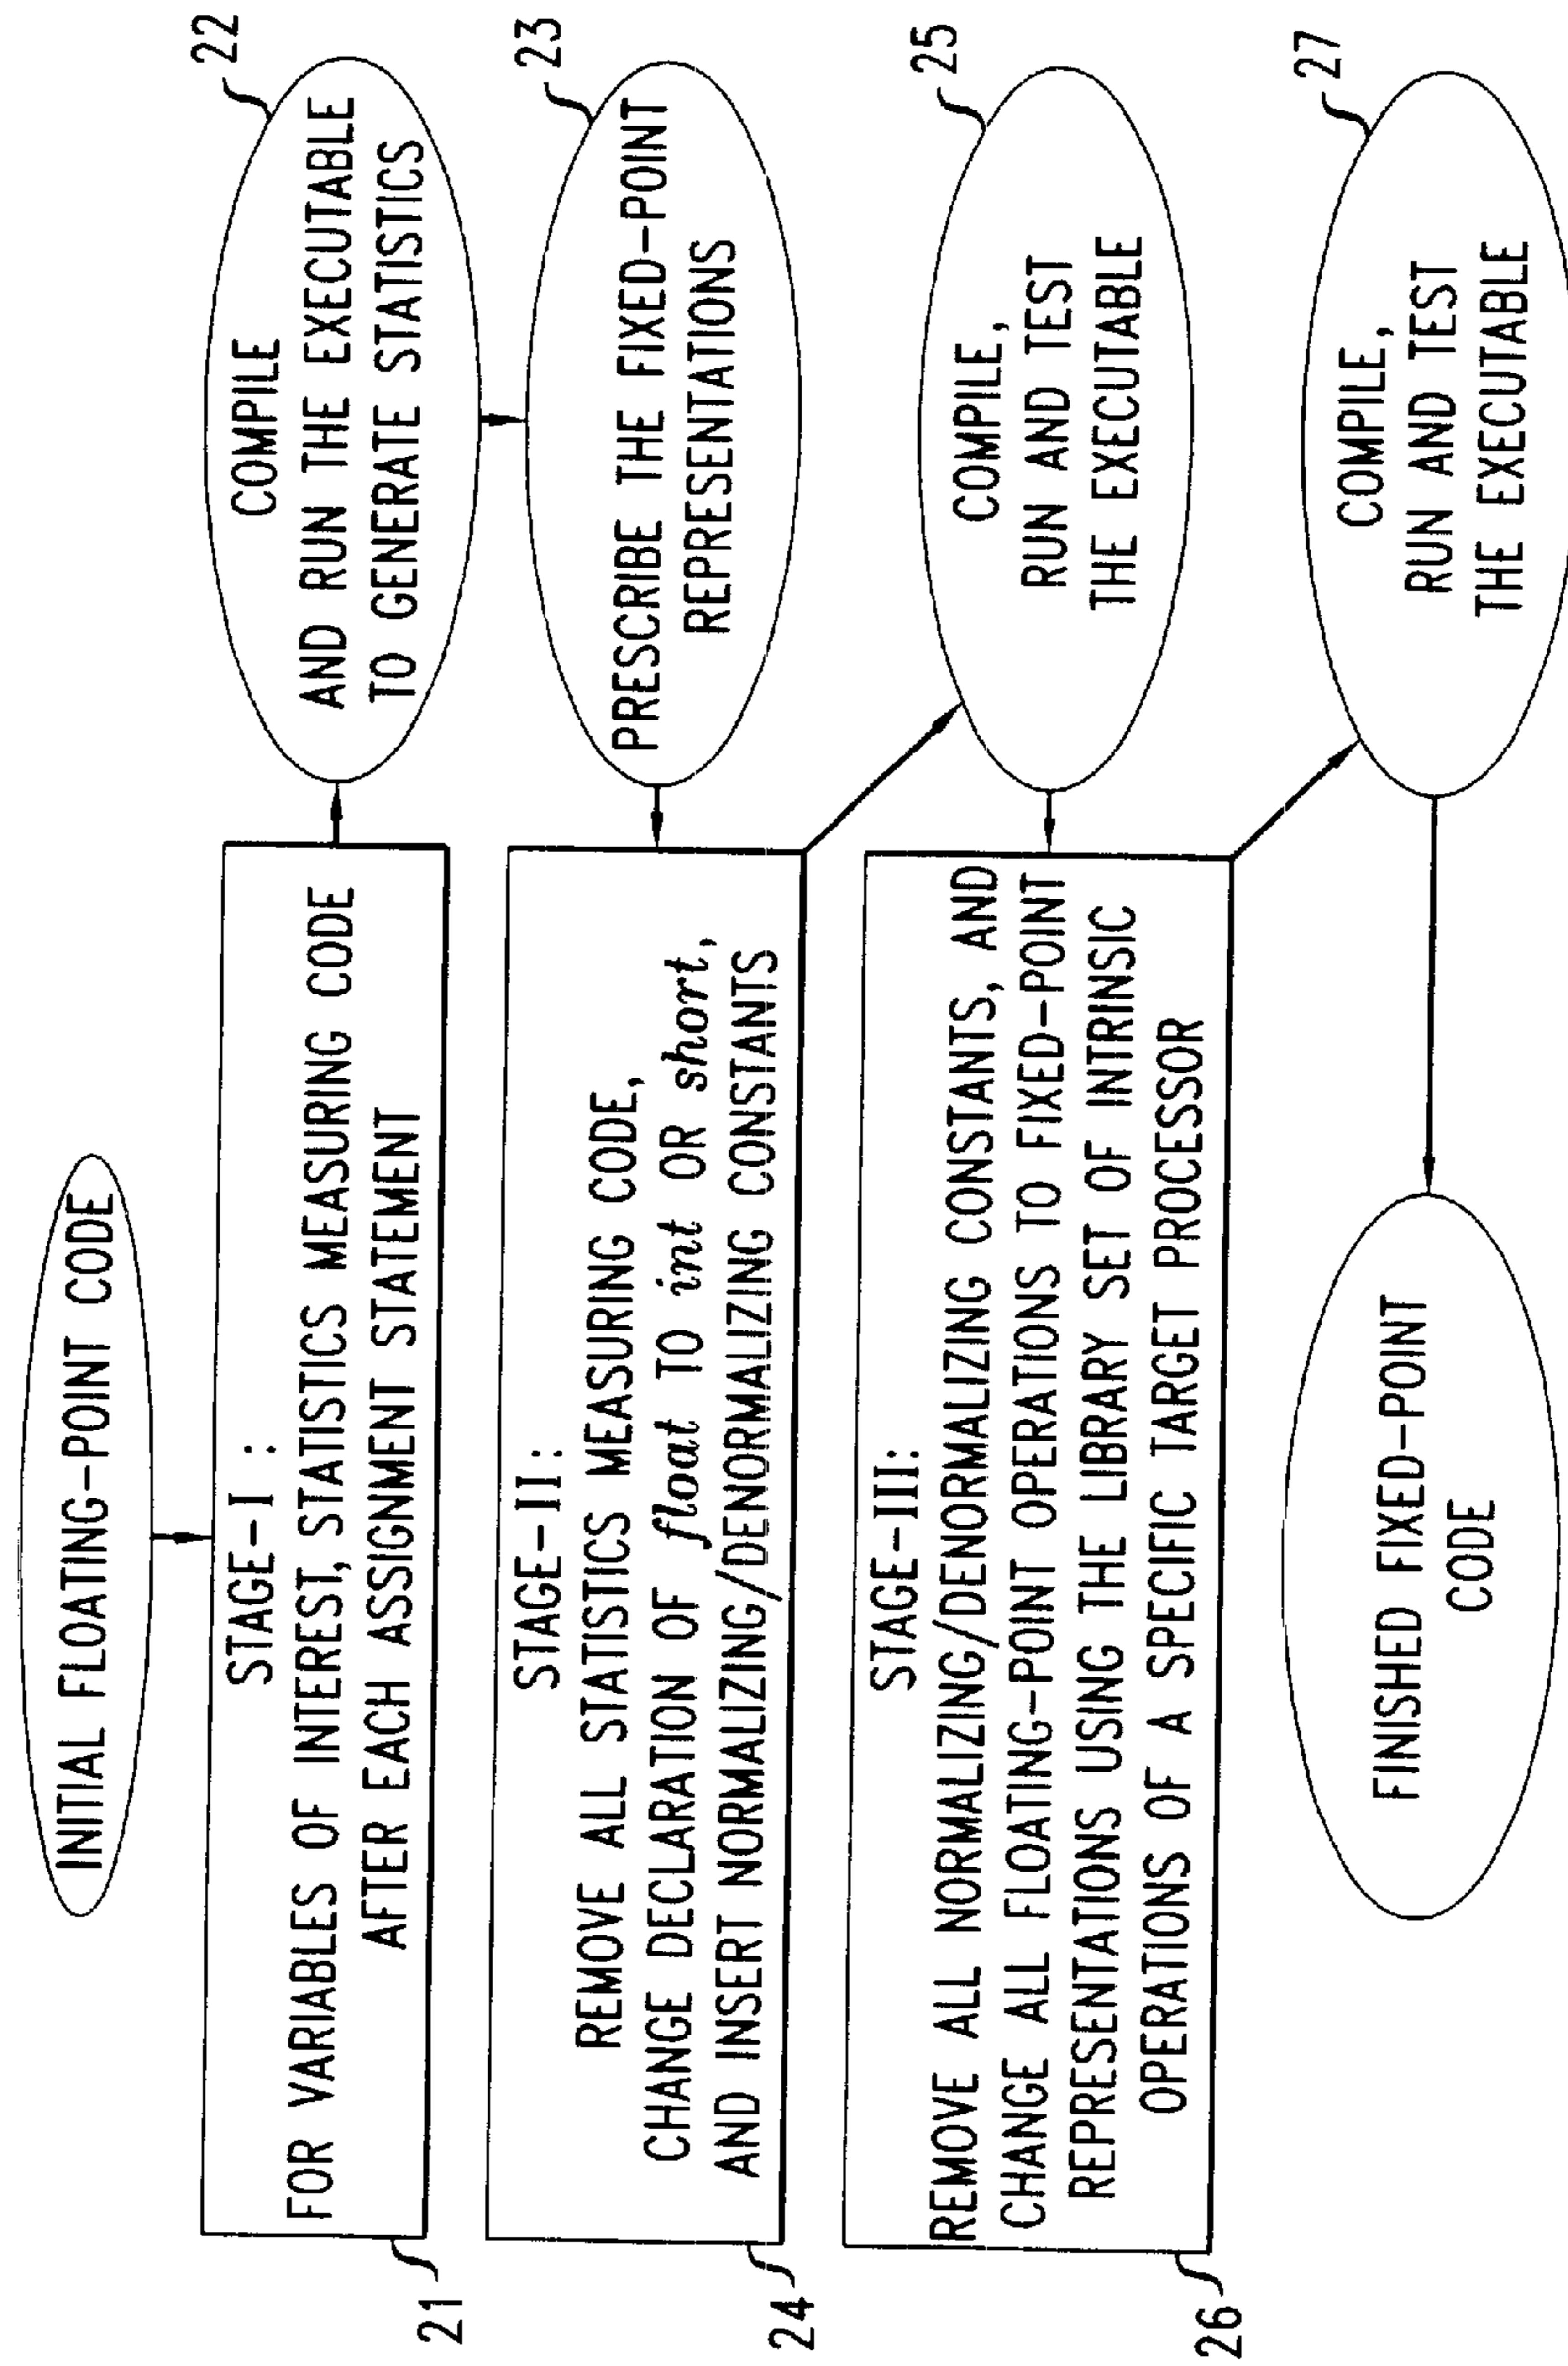 INITIAL FLOATING-POINT CODE
STAGE-I :
FOR VARIABLES OF INTEREST, STATISTICS MEASURING CODE
AFTER EACH ASSIGNMENT STATEMENT
21
COMPILE
AND RUN THE EXECUTABLE
TO GENERATE STATISTICS
22
PRESCRIBE THE FIXED-POINT
REPRESENTATIONS
23
STAGE-II:
REMOVE ALL STATISTICS MEASURING CODE,
CHANGE DECLARATION OF float TO int OR short,
AND INSERT NORMALIZING/DENORMALIZING CONSTANTS
24
COMPILE,
RUN AND TEST
THE EXECUTABLE
25
STAGE-III:
REMOVE ALL NORMALIZING/DENORMALIZING CONSTANTS, AND
CHANGE ALL FLOATING-POINT OPERATIONS TO FIXED-POINT
REPRESENTATIONS USING THE LIBRARY SET OF INTRINSIC
OPERATIONS OF A SPECIFIC TARGET PROCESSOR
26
COMPILE,
RUN AND TEST
THE EXECUTABLE
27
FINISHED FIXED-POINT
CODE